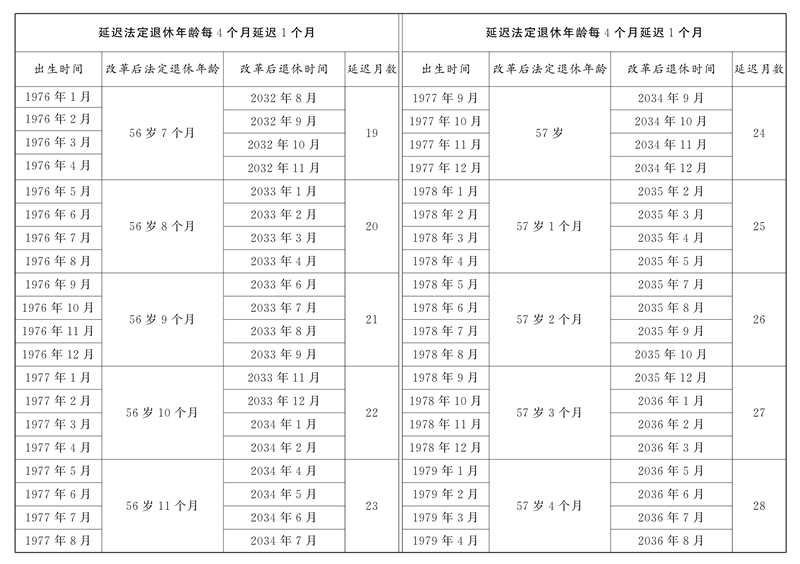 延迟法定退休年龄每4个月延迟1个月
出生时间 改革后法定退休年龄 改革后退休时间 延迟月数
1976年1月 56岁7个月 2032年8月 19
1976年2月 2032年9月
1976年3月 2032年10月
1976年4月 2032年11月
1976年5月 56岁8个月 2033年1月 20
1976年6月 2033年2月
1976年7月 2033年3月
1976年8月 2033年4月
1976年9月 56岁9个月 2033年6月 21
1976年10月 2033年7月
1976年11月 2033年8月
1976年12月 2033年9月
1977年1月 56岁10个月 2033年11月 22
1977年2月 2033年12月
1977年3月 2034年1月
1977年4月 2034年2月
1977年5月 56岁11个月 2034年4月 23
1977年6月 2034年5月
1977年7月 2034年6月
1977年8月 2034年7月
延迟法定退休年龄每4个月延迟1个月
出生时间 改革后法定退休年龄 改革后退休时间 延迟月数
1977年9月 57岁 2034年9月 24
1977年10月 2034年10月
1977年11月 2034年11月
1977年12月 2034年12月
1978年1月 57岁1个月 2035年2月 25
1978年2月 2035年3月
1978年3月 2035年4月
1978年4月 2035年5月
1978年5月 57岁2个月 2035年7月 26
1978年6月 2035年8月
1978年7月 2035年9月
1978年8月 2035年10月
1978年9月 57岁3个月 2035年12月 27
1978年10月 2036年1月
1978年11月 2036年2月
1978年12月 2036年3月
1979年1月 57岁4个月 2036年5月 28
1979年2月 2036年6月
1979年3月 2036年7月
1979年4月 2036年8月